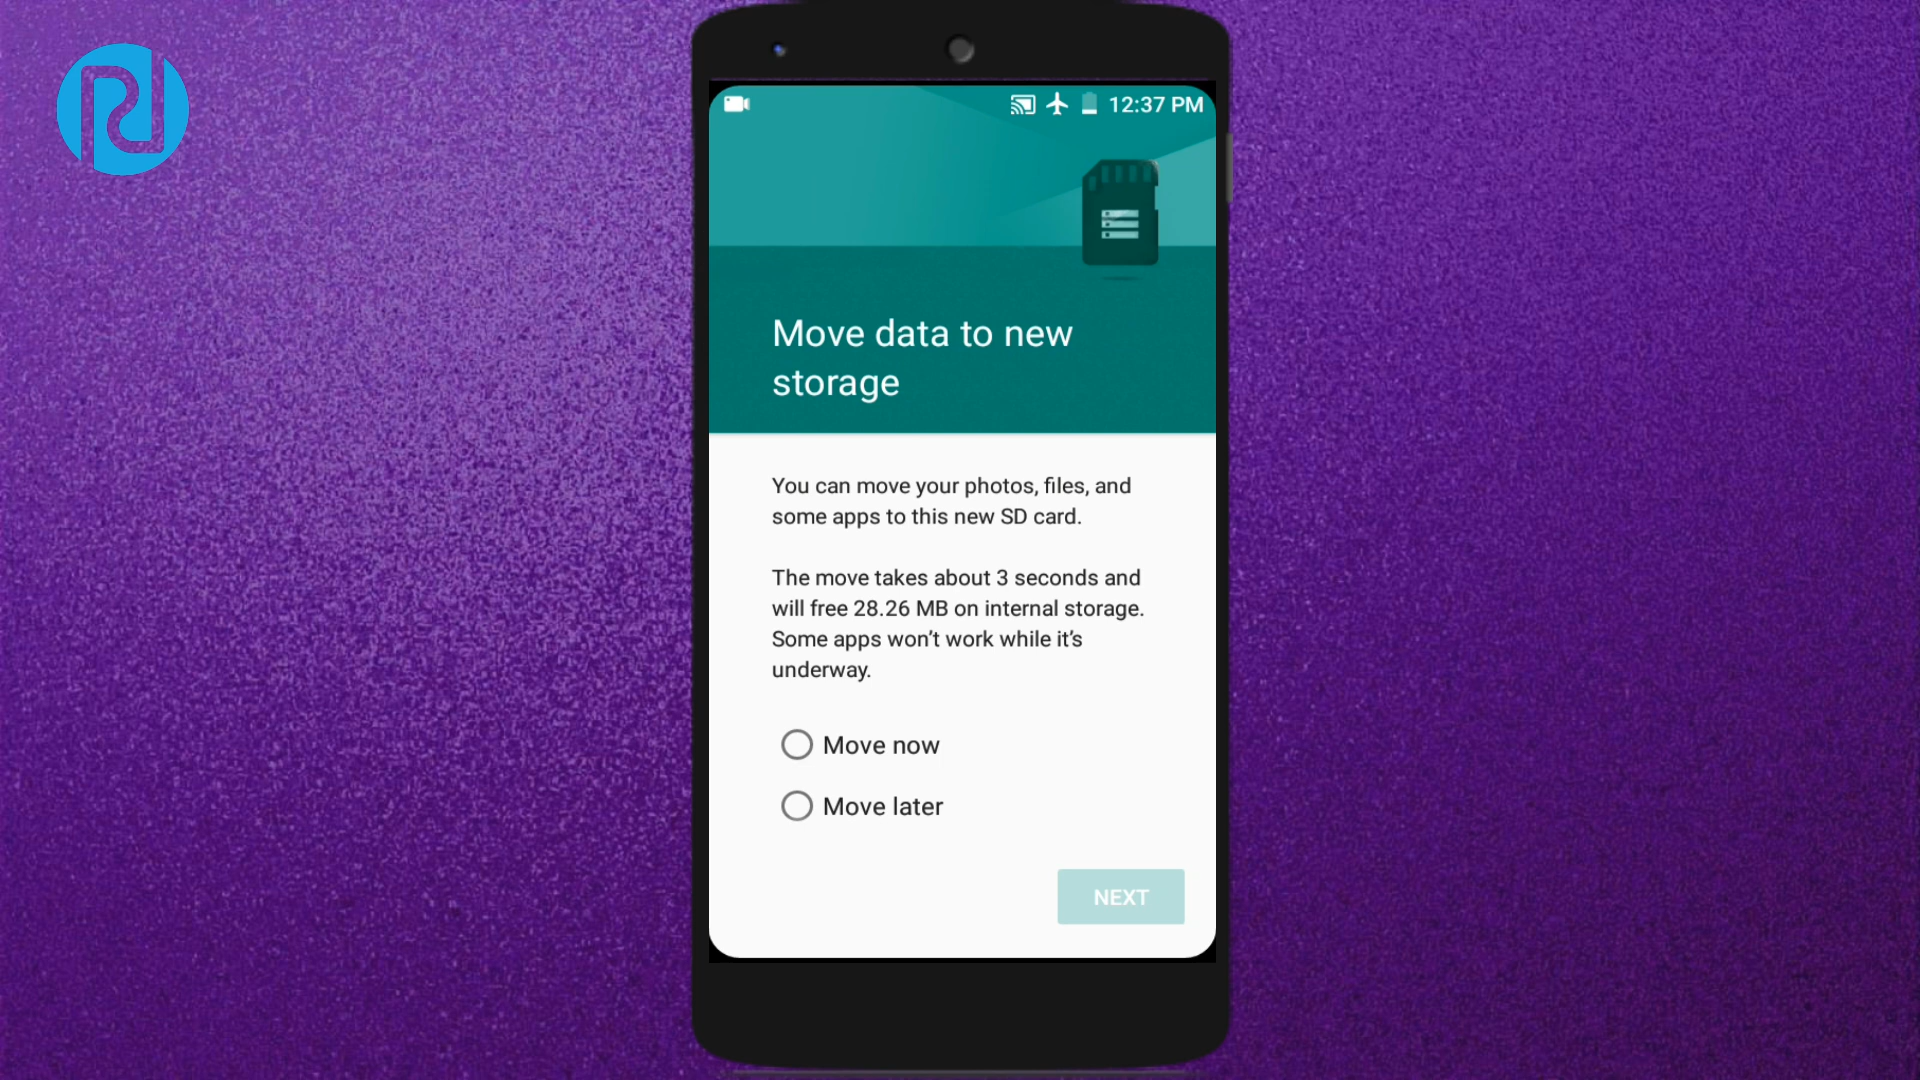 12:37 PM
Move data to new
storage
You can move your photos, files, and
some apps to this new SD card.
The move takes about 3 seconds and
will free 28.26 MB on internal storage.
Some apps won't work while it's
underway.
Move now
Move later
NEXT